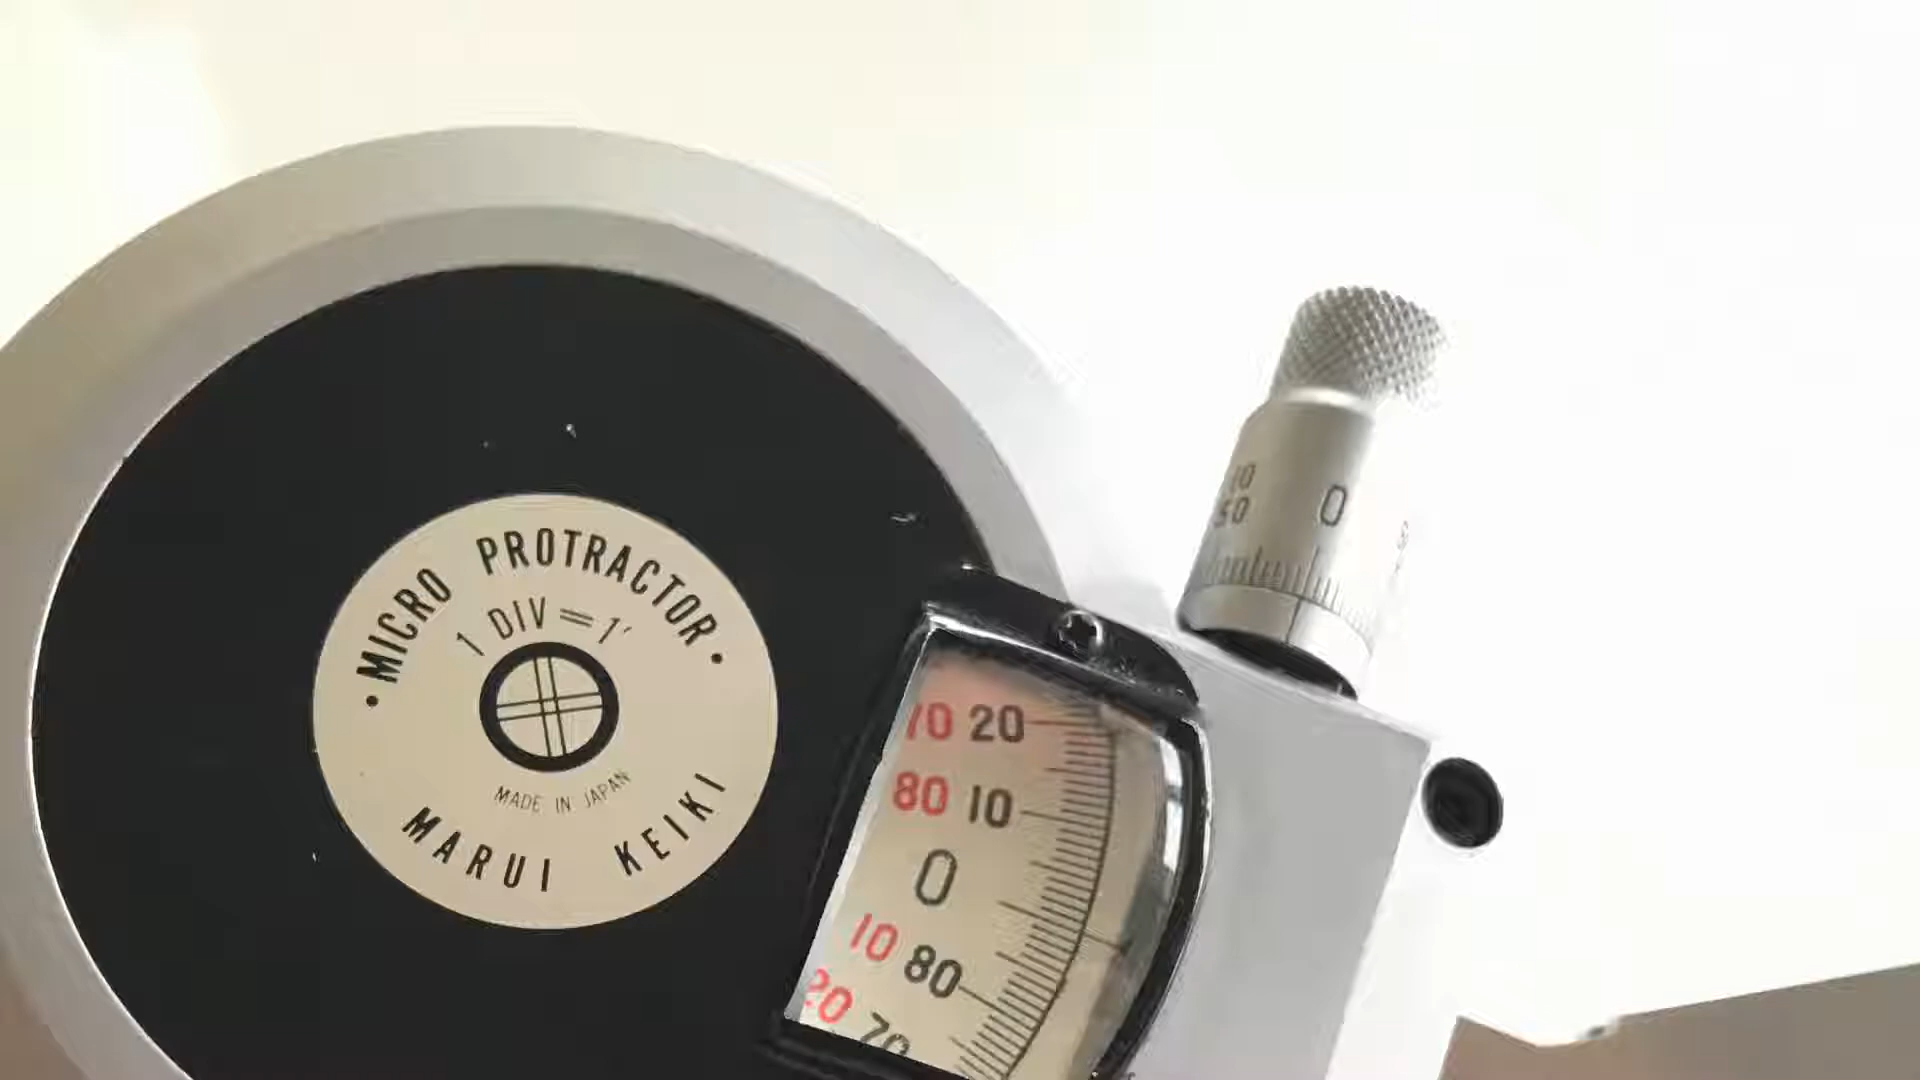 MICRO PROTRACTOR
1 DIV = 1′
MADE IN JAPAN
MARUI KEIKI
10
50 0
20
80 10
0
10 80
20 70